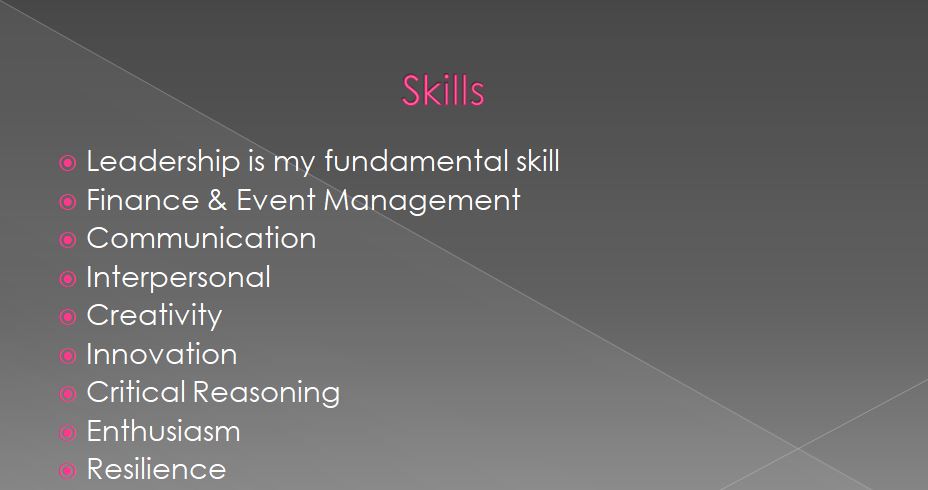 Skills
Leadership is my fundamental skill
Finance & Event Management
Communication
Interpersonal
Creativity
Innovation
Critical Reasoning
Enthusiasm
Resilience